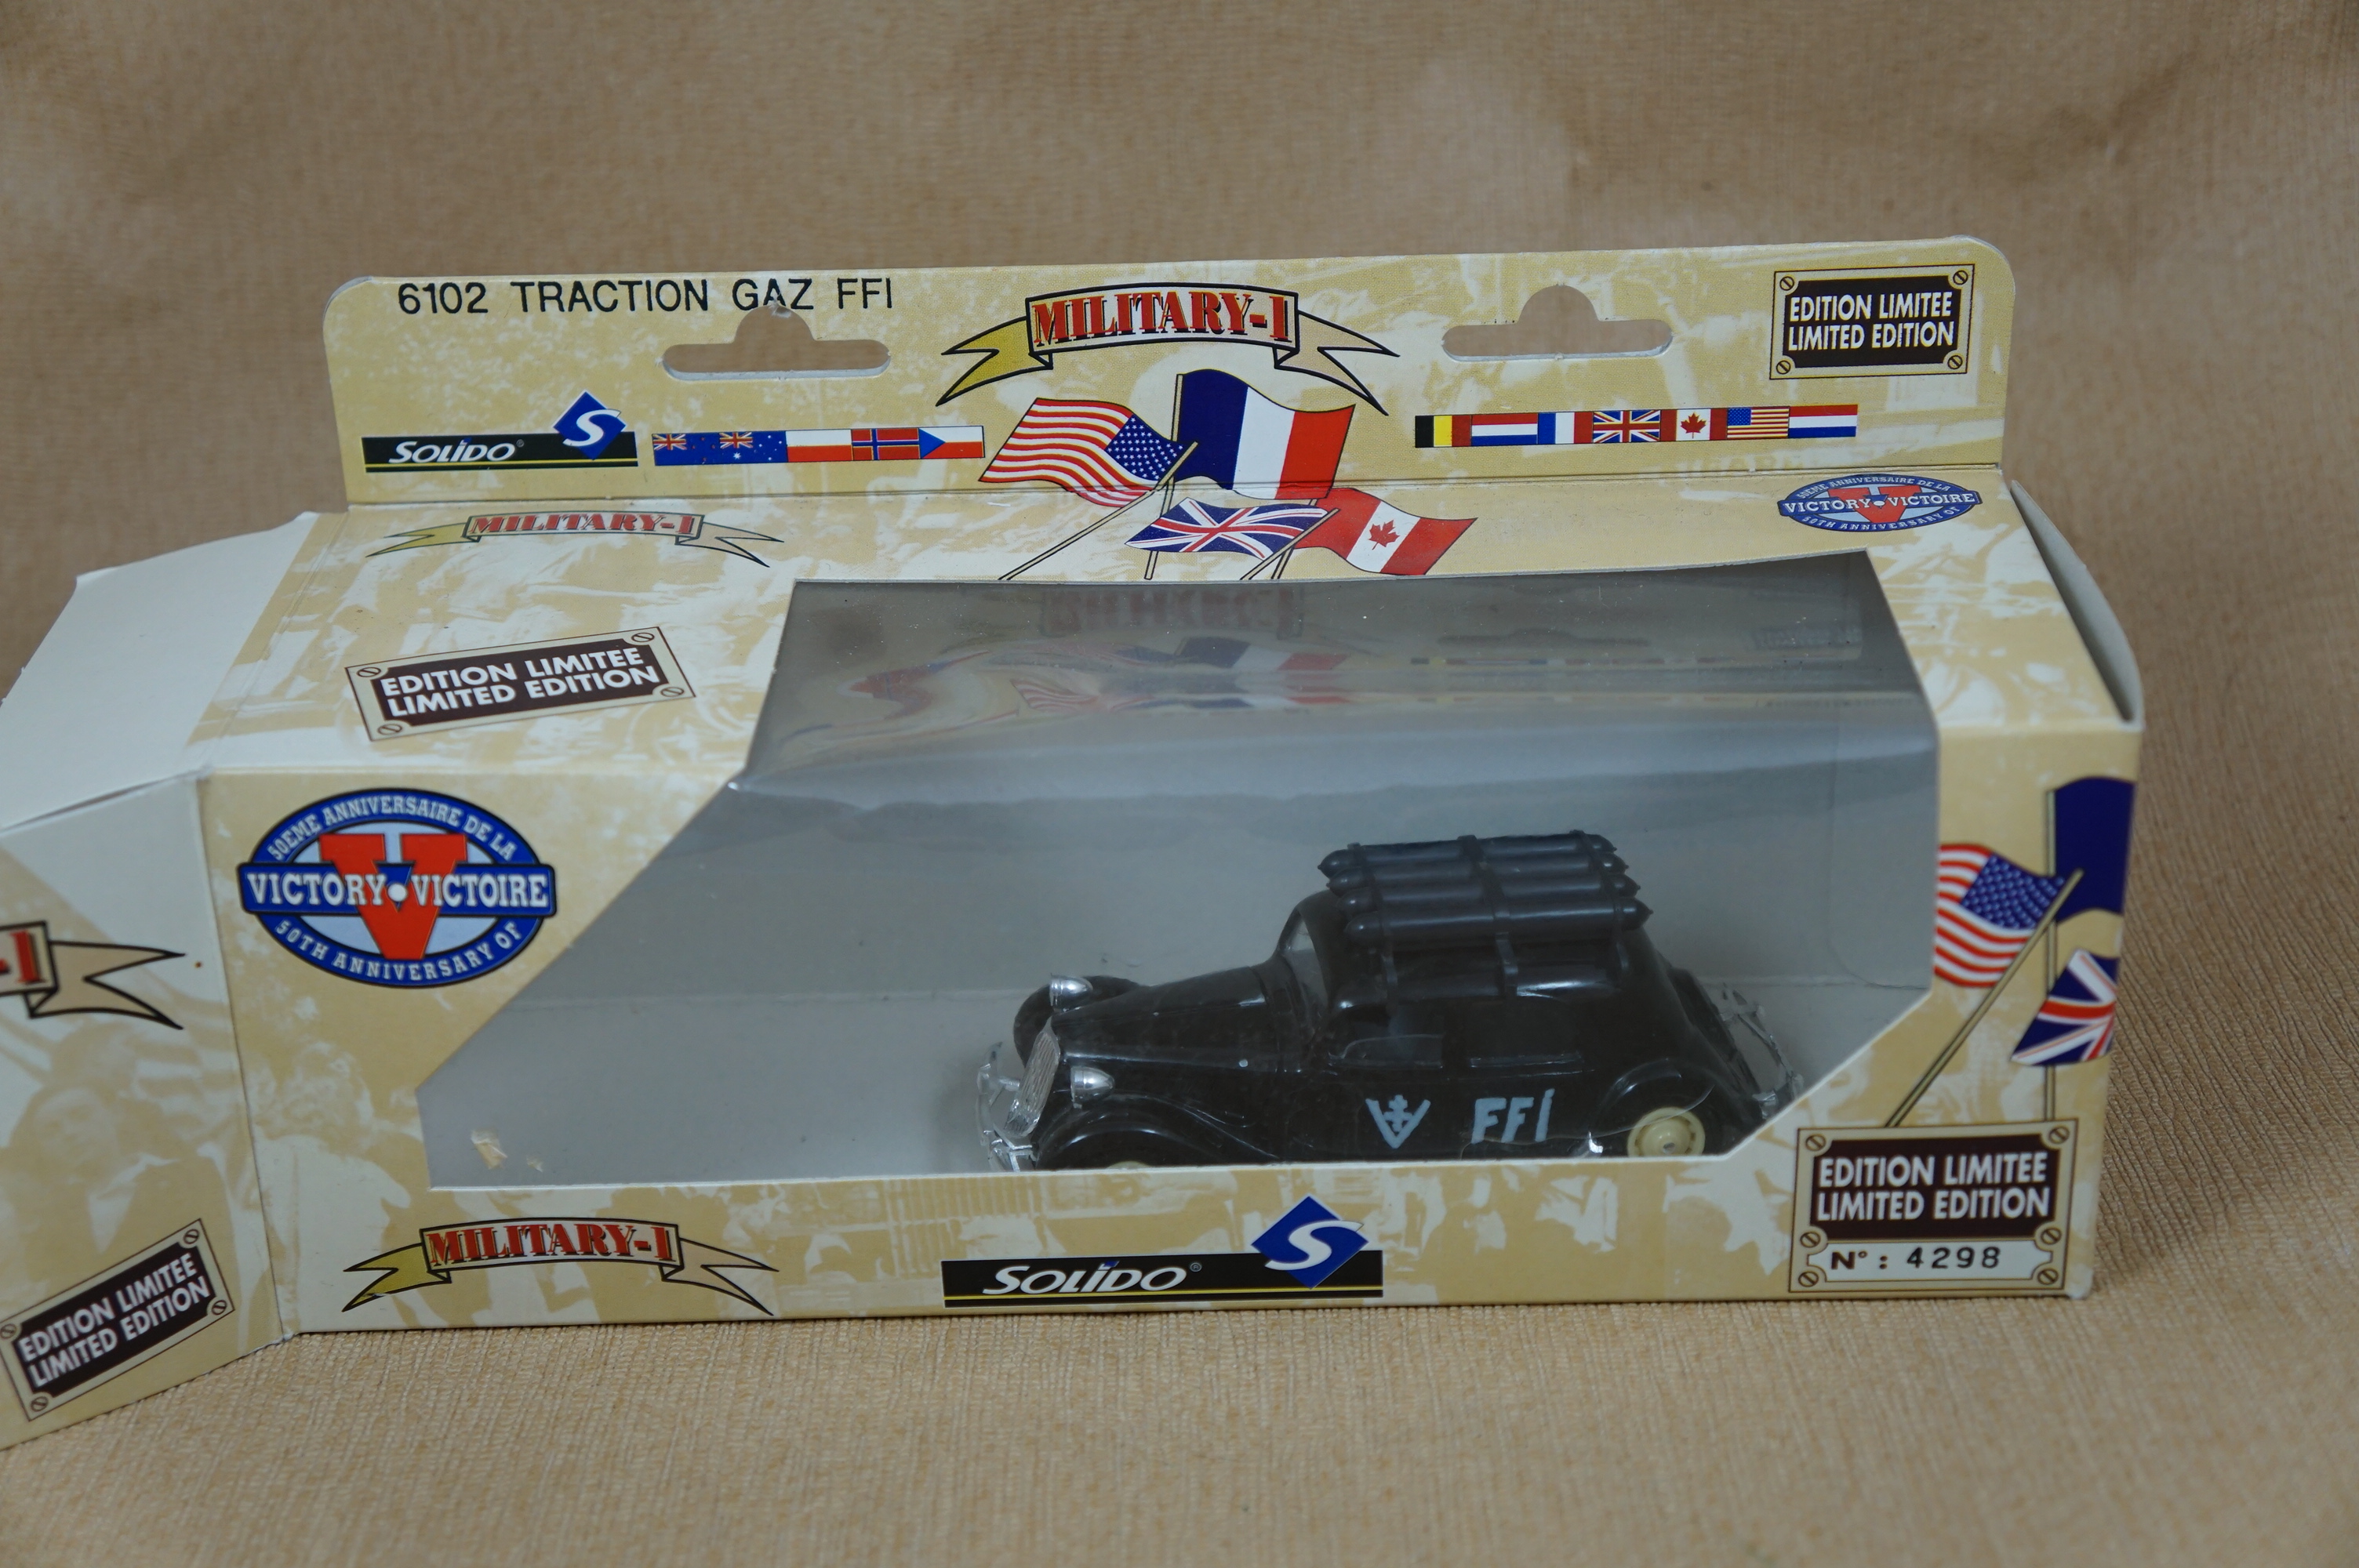 6102 TRACTION GAZ FFI
MILITARY-1
EDITION LIMITEE
LIMITED EDITION
SOLIDO®
S
MILITARY-1
50EME ANNIVERSAIRE DE LA
VICTORY • VICTOIRE
50TH ANNIVERSARY OF
EDITION LIMITEE
LIMITED EDITION
50EME ANNIVERSAIRE DE LA
V
VICTORY • VICTOIRE
50TH ANNIVERSARY OF
FFI
-1
MILITARY-1
SOLIDO®
S
EDITION LIMITEE
LIMITED EDITION
N° : 4298
EDITION LIMITEE
LIMITED EDITION